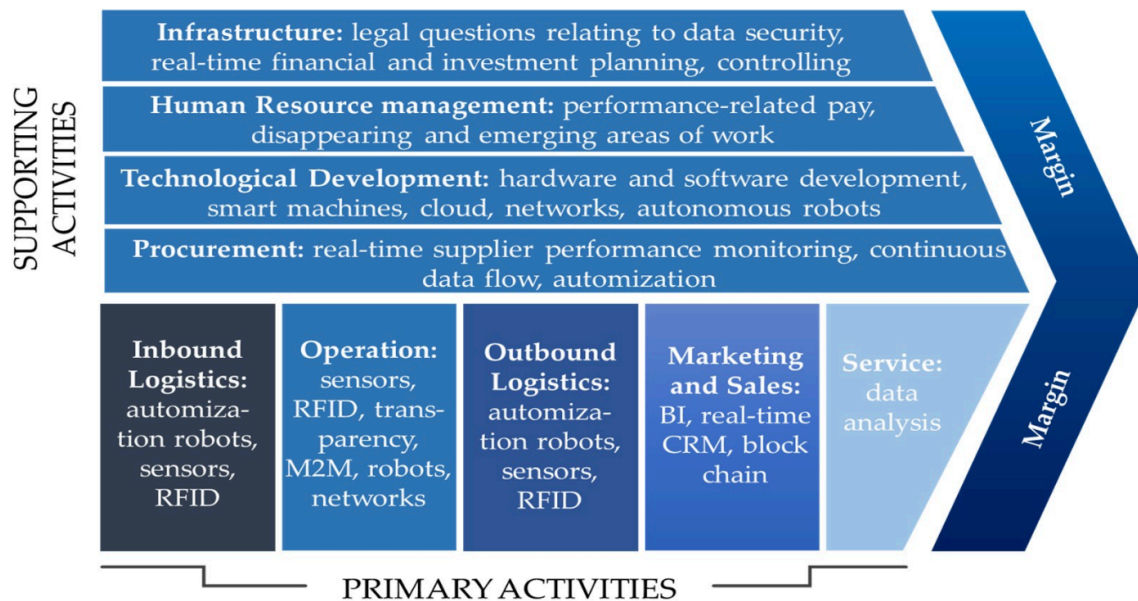 SUPPORTING
ACTIVITIES
Infrastructure: legal questions relating to data security,
real-time financial and investment planning, controlling
Human Resource management: performance-related pay,
disappearing and emerging areas of work
Technological Development: hardware and software development,
smart machines, cloud, networks, autonomous robots
Procurement: real-time supplier performance monitoring, continuous
data flow, automization
Inbound
Logistics:
automiza-
tion robots,
sensors,
RFID
Operation:
sensors,
RFID, trans-
parency,
M2M, robots,
networks
Outbound
Logistics:
automiza-
tion robots,
sensors,
RFID
Marketing
and Sales:
BI, real-time
CRM, block
chain
Service:
data
analysis
Margin
Margin
PRIMARY ACTIVITIES